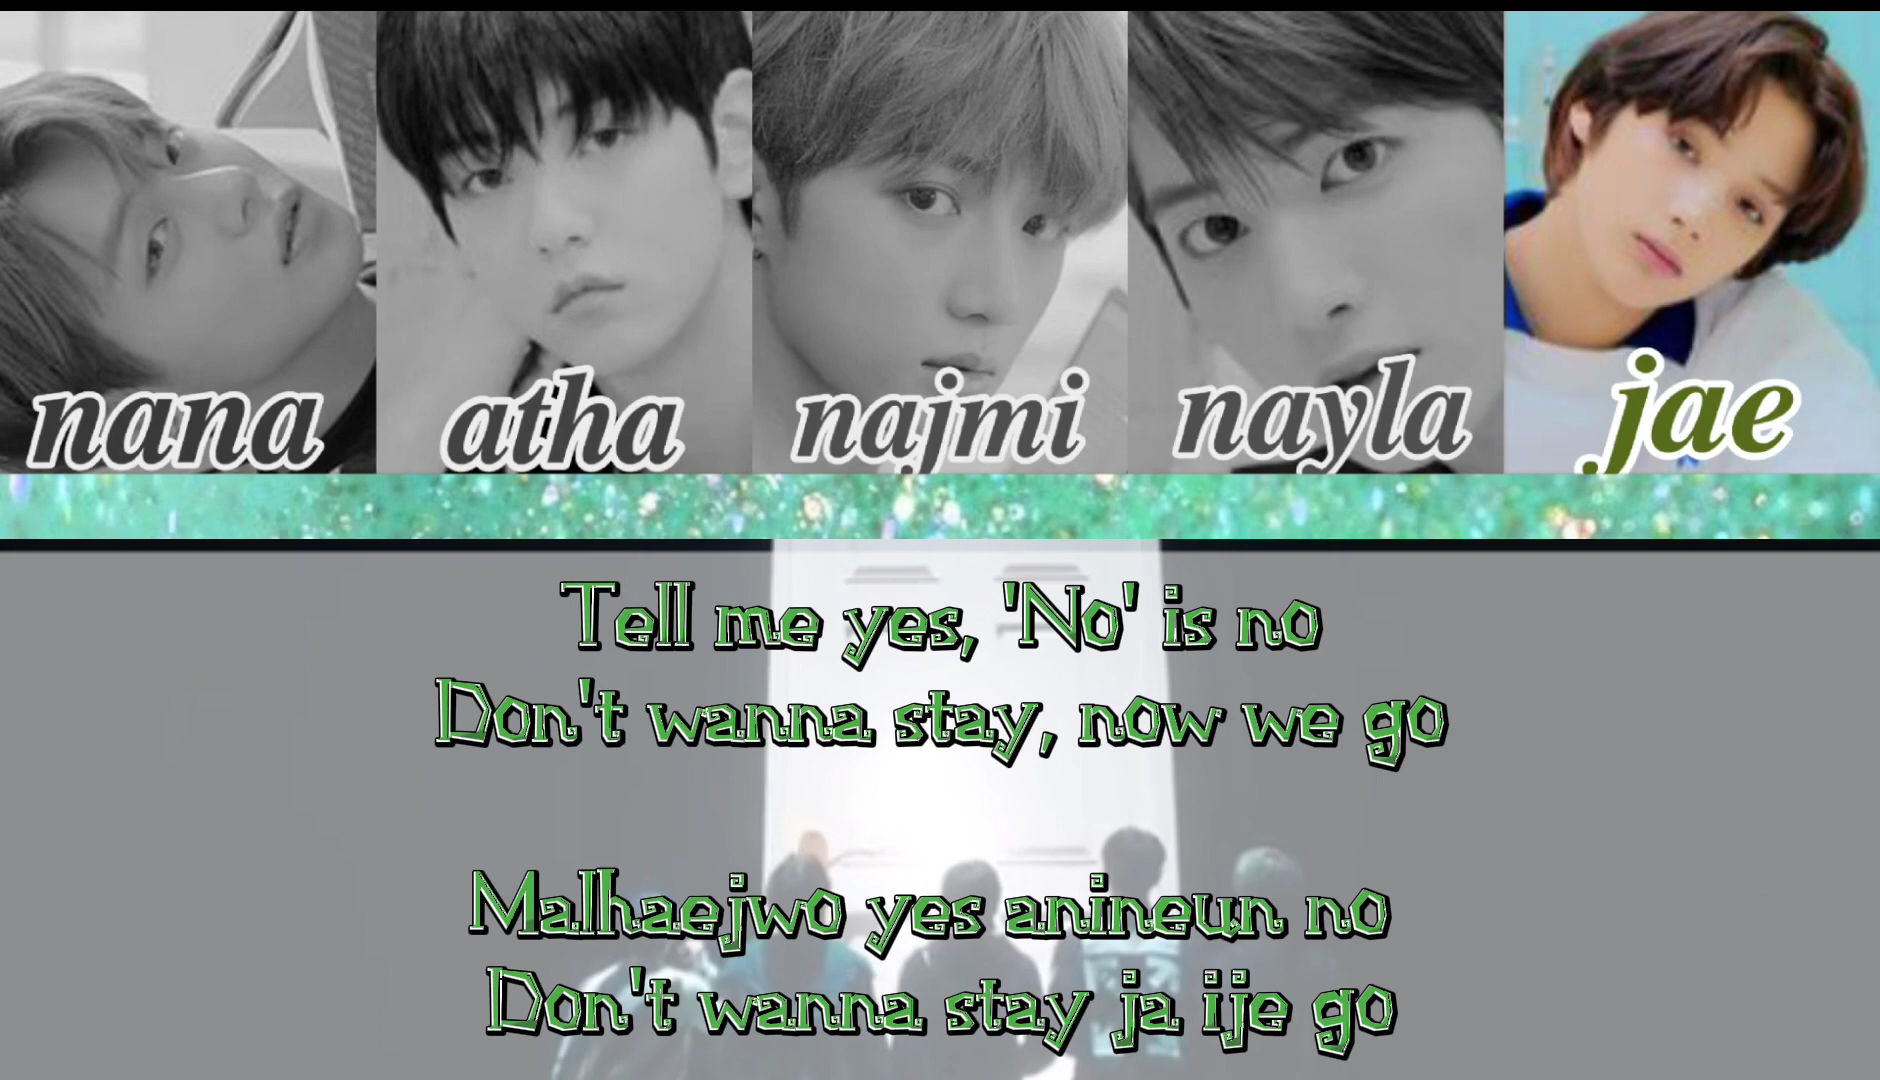 nana
atha
najmi
nayla
jae
Tell me yes, 'No' is no
Don't wanna stay, now we go
Malhaejwo yes anineun no
Don't wanna stay ja ije go